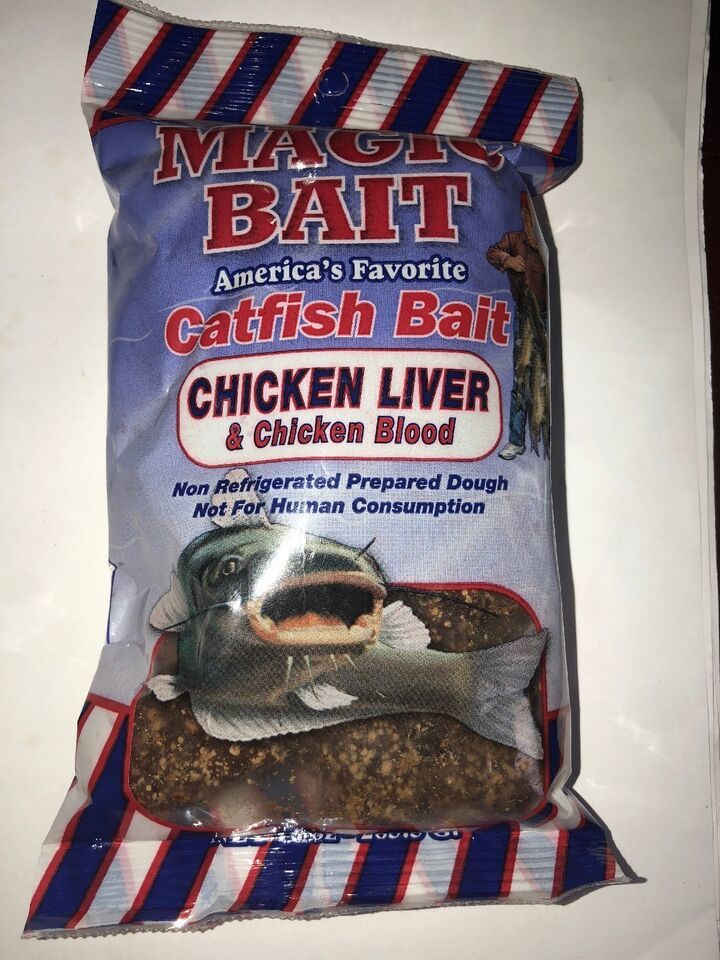 MAGIC
BAIT
America's Favorite
Catfish Bait
CHICKEN LIVER
& Chicken Blood
Non Refrigerated Prepared Dough
Not For Human Consumption